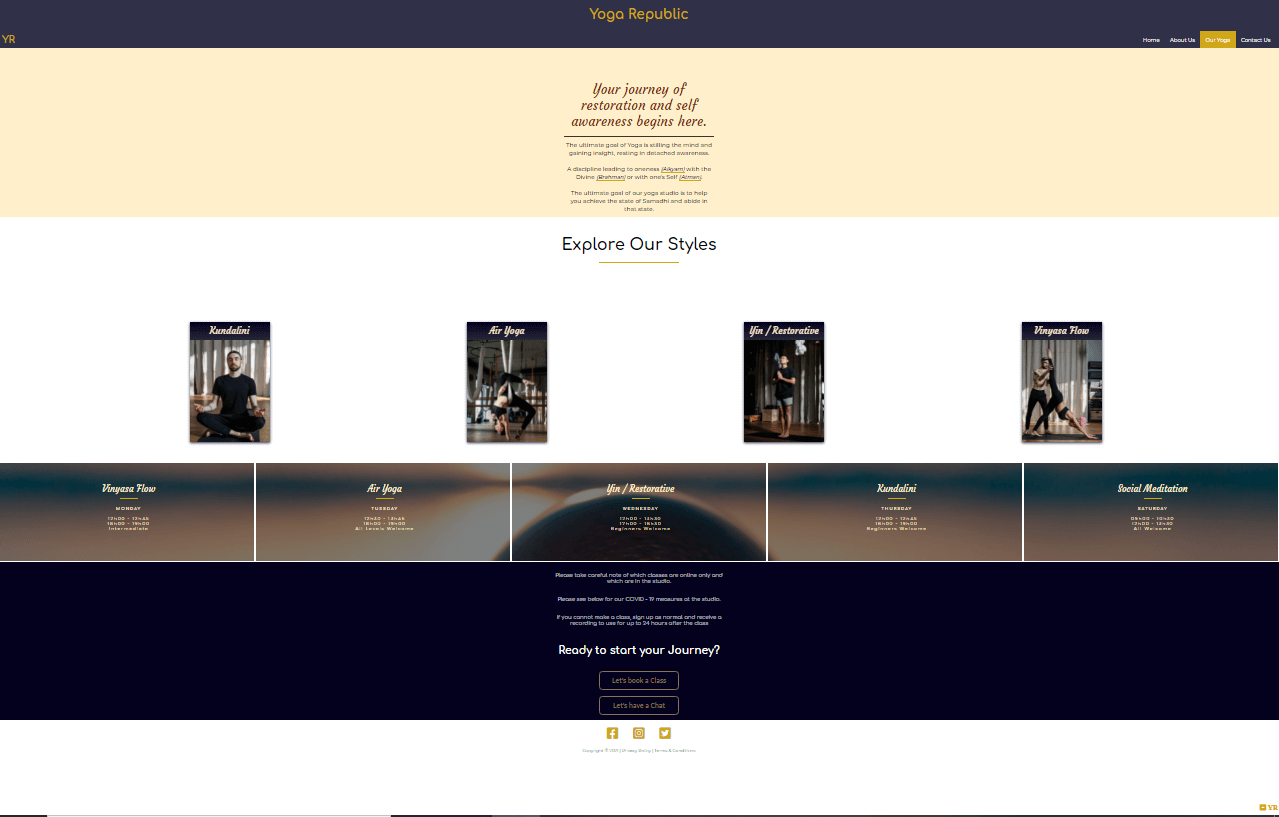 Yoga Republic
YR
Home About Us Our Yoga Contact Us
Your journey of
restoration and self
awareness begins here.
The ultimate goal of Yoga is stilling the mind and
gaining insight, resting in detached awareness.
A discipline leading to oneness (Aikyam) with the
Divine (Brahman) or with one's Self (Atman).
The ultimate goal of our yoga studio is to help
you achieve the state of Samadhi and abide in
that state.
Explore Our Styles
Kundalini
Air Yoga
Yin / Restorative
Vinyasa Flow
Vinyasa Flow
MONDAY
12h00 - 12h45
18h00 - 19h00
Intermediate
Air Yoga
TUESDAY
12h30 - 13h45
18h00 - 19h00
All Levels Welcome
Yin / Restorative
WEDNESDAY
12h00 - 13h30
17h00 - 18h30
Beginners Welcome
Kundalini
THURSDAY
12h00 - 12h45
18h00 - 19h00
Beginners Welcome
Social Meditation
SATURDAY
09h00 - 10h30
12h00 - 13h30
All Welcome
Please take careful note of which classes are online only and
which are in the studio.
Please see below for our COVID - 19 measures at the studio.
If you cannot make a class, sign up as normal and receive a
recording to use for up to 24 hours after the class
Ready to start your Journey?
Let's book a Class
Let's have a Chat
Copyright © 2021 | Privacy Policy | Terms & Conditions
YR